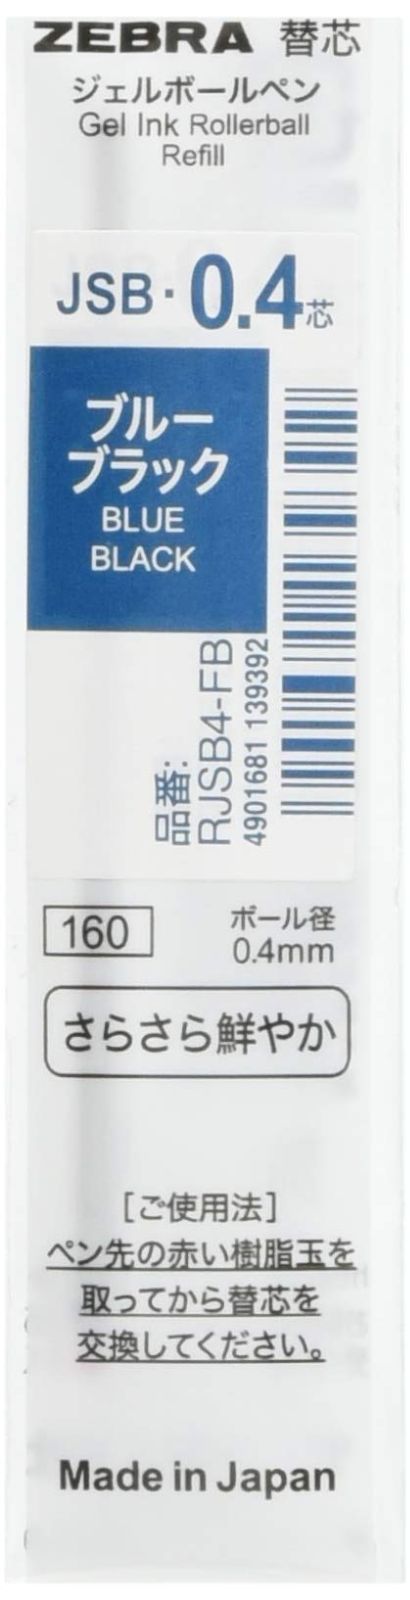 ZEBRA 替芯
ジェルボールペン
Gel Ink Rollerball
Refill
JSB・0.4芯
ブルー
ブラック
BLUE
BLACK
品番:
RJSB4-FB
4901681 139392
160
ボール径
0.4mm
さらさら鮮やか
[ご使用法]
ペン先の赤い樹脂玉を
取ってから替芯を
交換してください。
Made in Japan